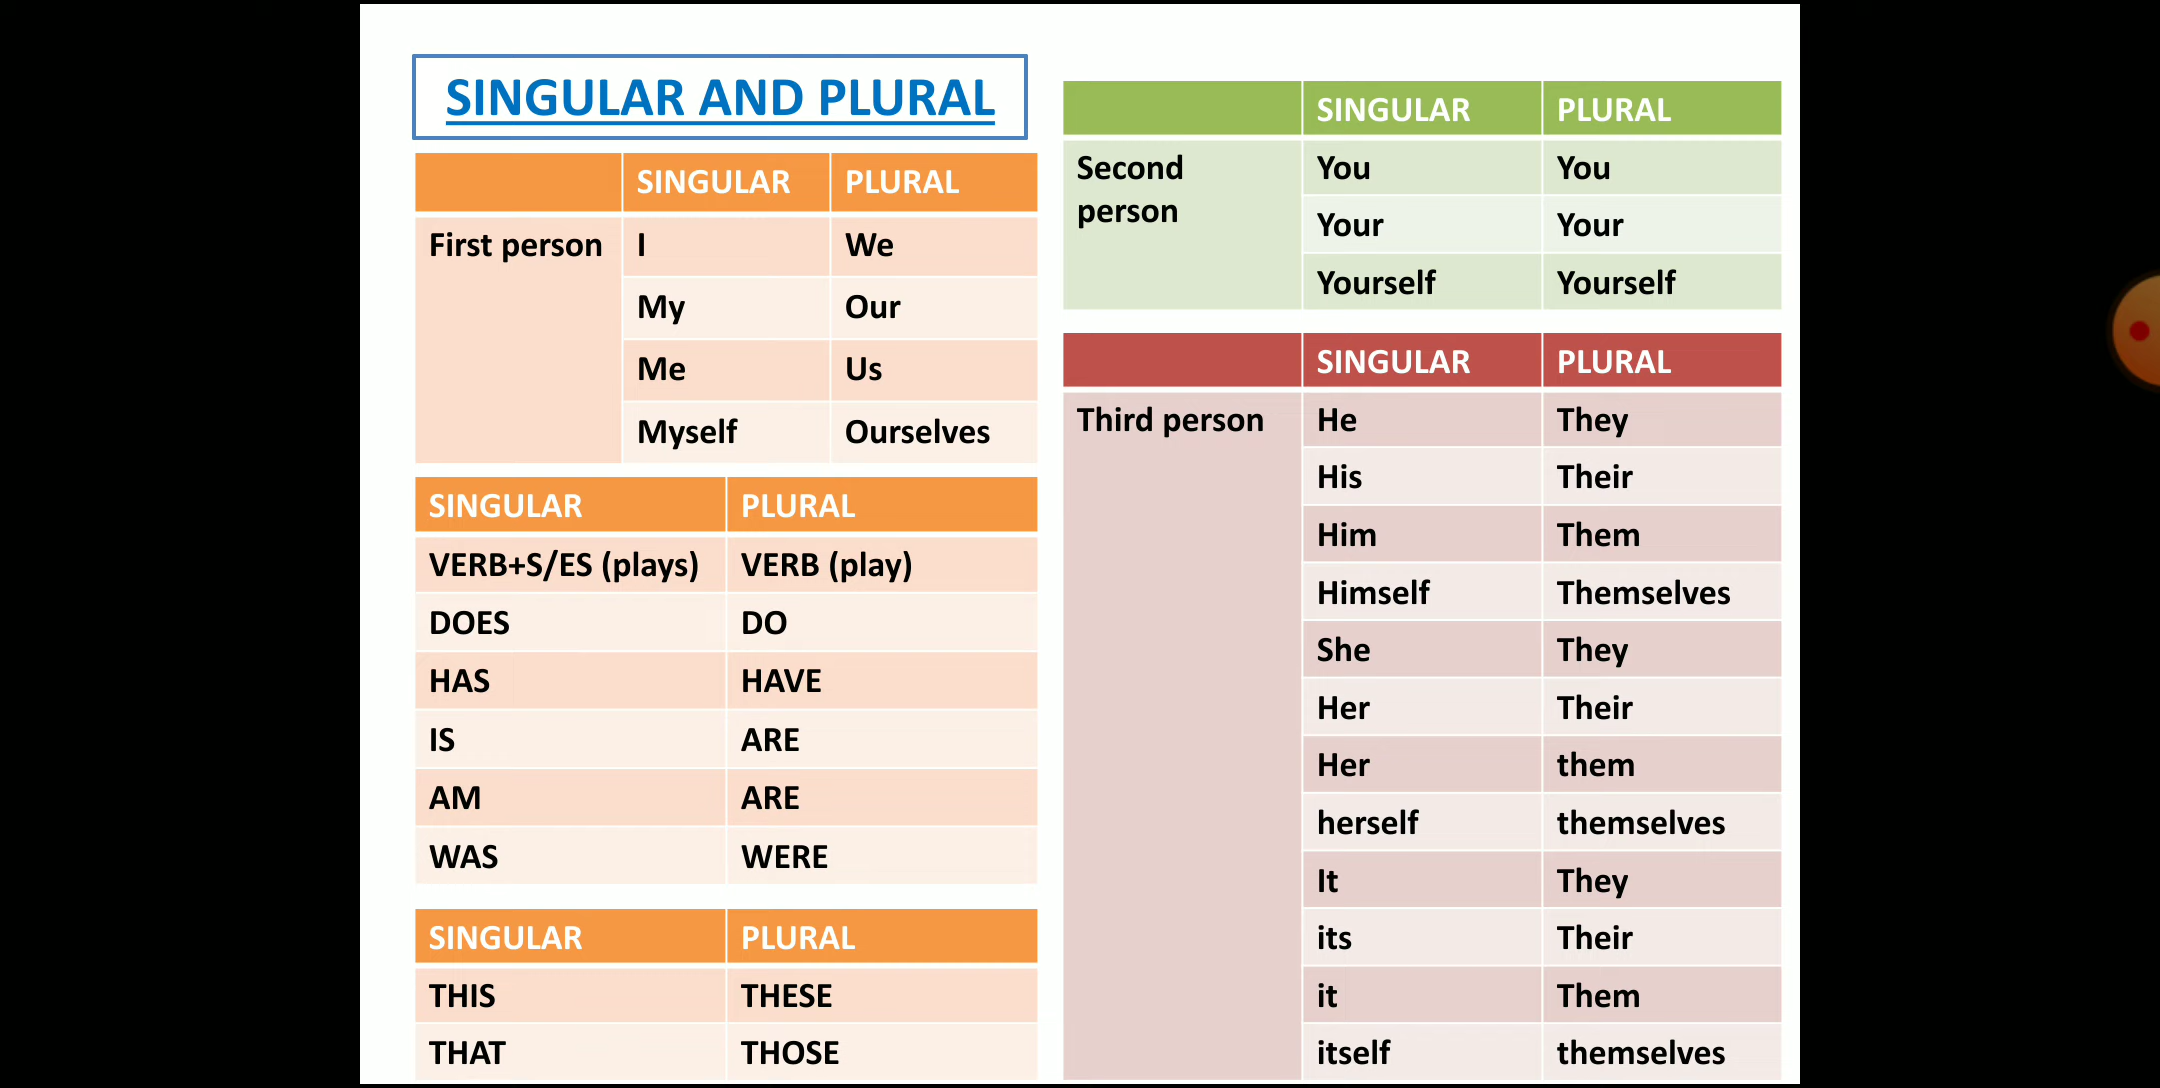 SINGULAR AND PLURAL
SINGULAR PLURAL
First person I We
My Our
Me Us
Myself Ourselves
SINGULAR PLURAL
VERB+S/ES (plays) VERB (play)
DOES DO
HAS HAVE
IS ARE
AM ARE
WAS WERE
SINGULAR PLURAL
THIS THESE
THAT THOSE
SINGULAR PLURAL
Second person You You
Your Your
Yourself Yourself
SINGULAR PLURAL
Third person He They
His Their
Him Them
Himself Themselves
She They
Her Their
Her them
herself themselves
It They
its Their
it Them
itself themselves